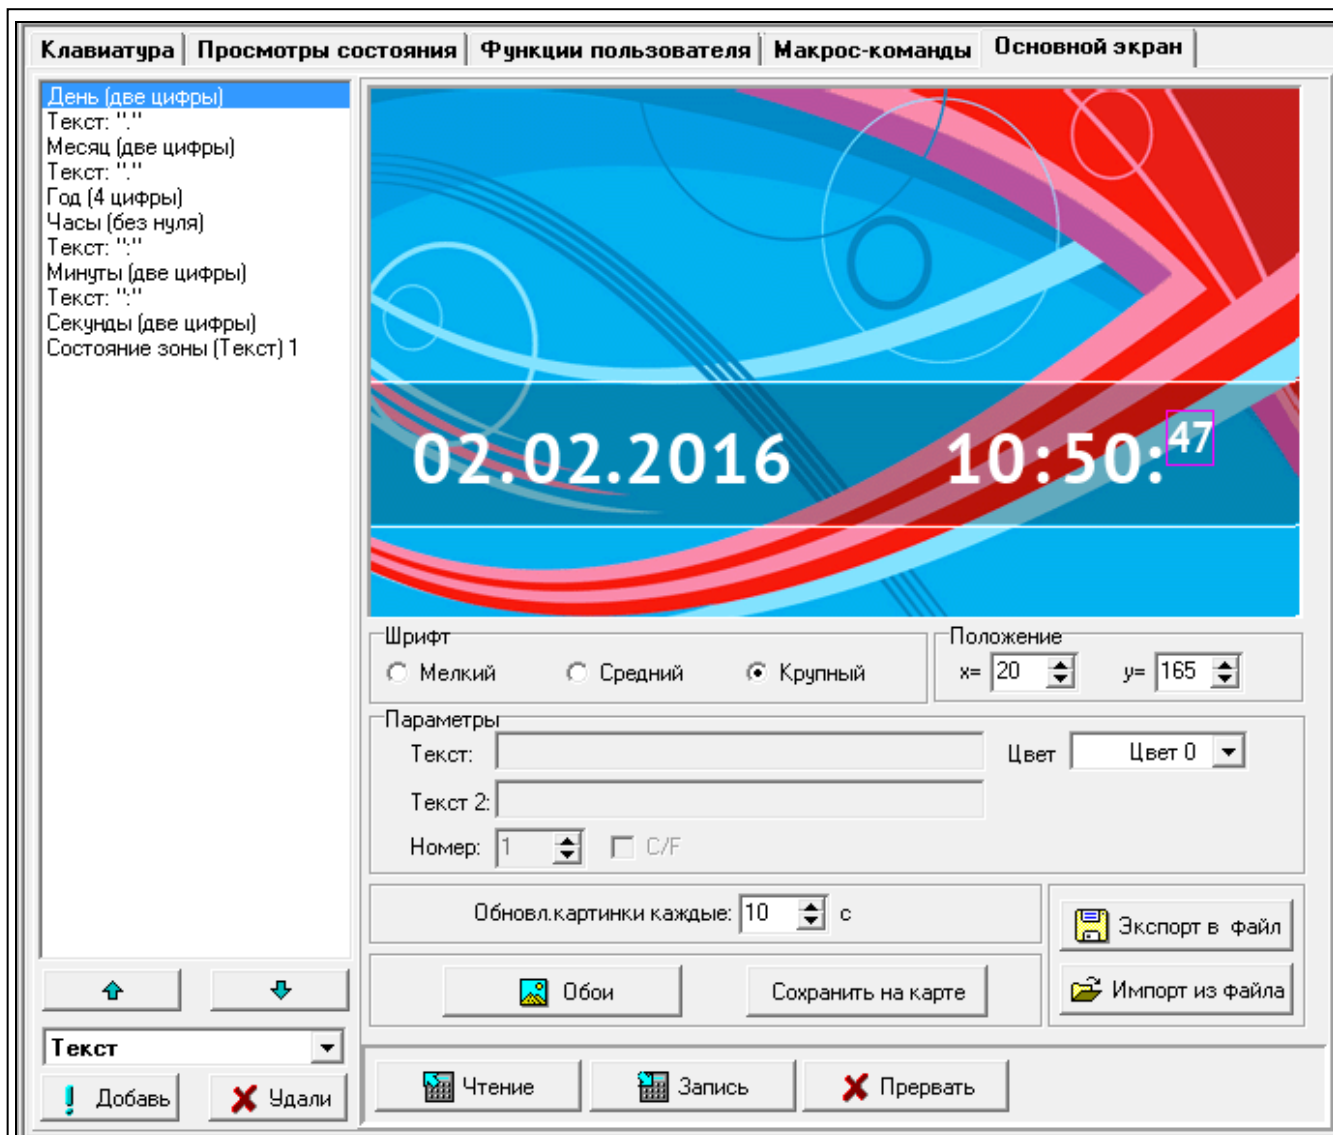 Клавиатура Просмотры состояния Функции пользователя Макрос-команды Основной экран
День (две цифры)
Текст: "."
Месяц (две цифры)
Текст: "."
Год (4 цифры)
Часы (без нуля)
Текст: ":"
Минуты (две цифры)
Текст: ":"
Секунды (две цифры)
Состояние зоны (Текст) 1
02.02.2016 10:50:47
Шрифт
Мелкий Средний Крупный
Положение
x= 20 y= 165
Параметры
Текст: Цвет Цвет 0
Текст 2:
Номер: 1 C/F
Обновл.картинки каждые: 10 с
Экспорт в файл
Обои Сохранить на карте
Импорт из файла
Текст
Добавь Удали
Чтение Запись Прервать